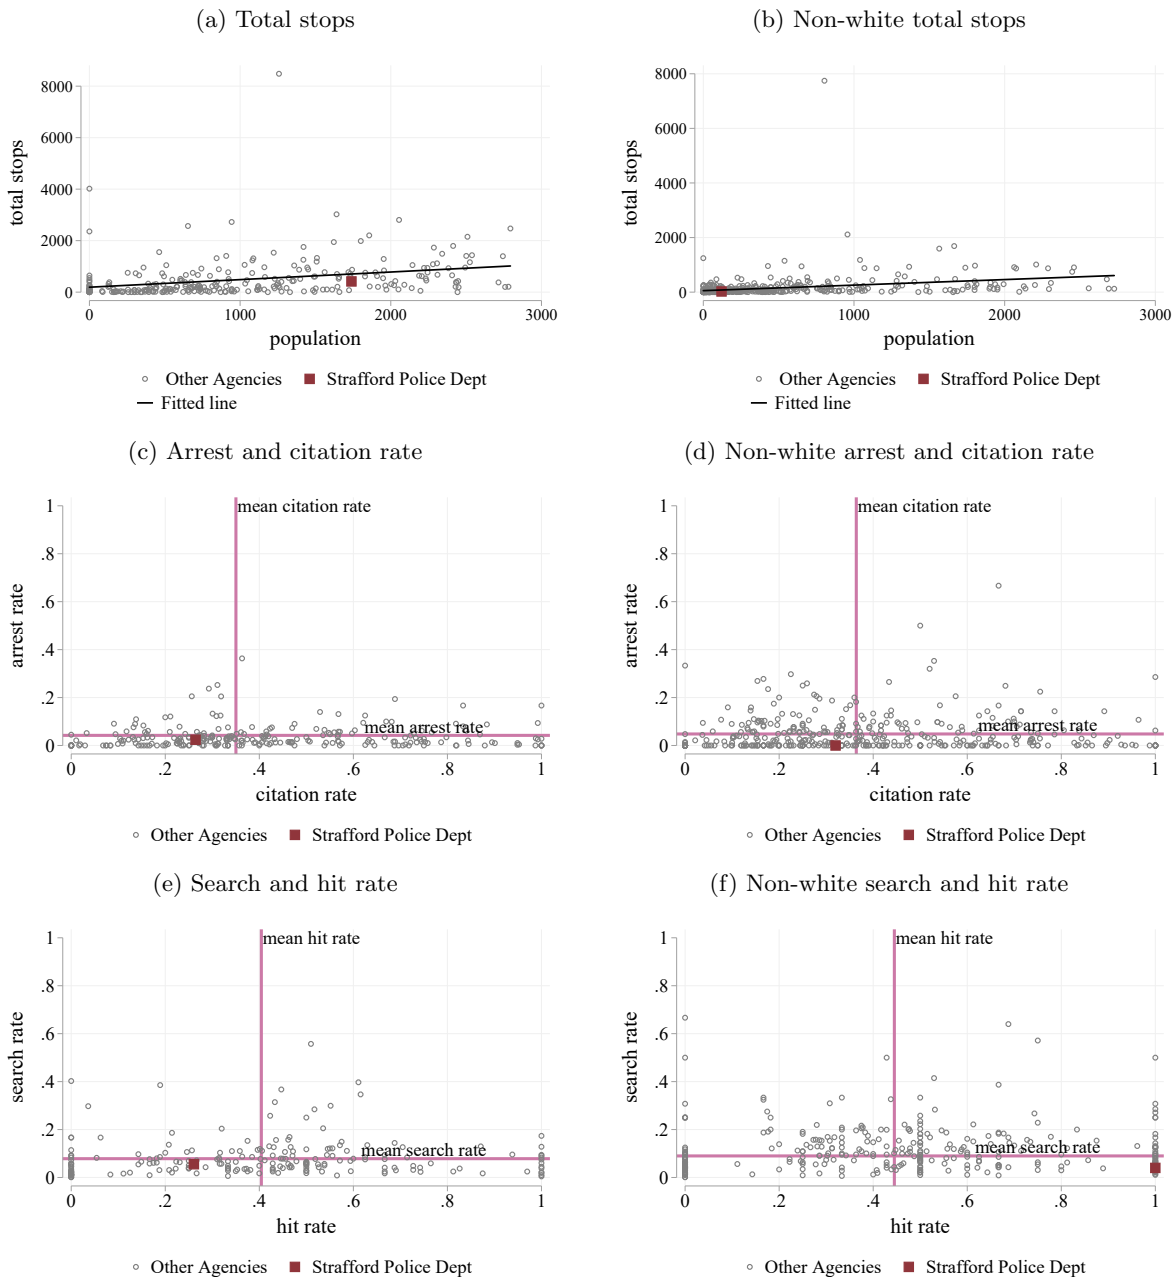 (a) Total stops
(b) Non-white total stops
8000
6000
4000
2000
0
total stops
0 1000 2000 3000
population
Other Agencies Strafford Police Dept
Fitted line
8000
6000
4000
2000
0
total stops
0 1000 2000 3000
population
Other Agencies Strafford Police Dept
Fitted line
(c) Arrest and citation rate
(d) Non-white arrest and citation rate
1
.8
.6
.4
.2
0
arrest rate
mean citation rate
mean arrest rate
0 .2 .4 .6 .8 1
citation rate
Other Agencies Strafford Police Dept
1
.8
.6
.4
.2
0
arrest rate
mean citation rate
mean arrest rate
0 .2 .4 .6 .8 1
citation rate
Other Agencies Strafford Police Dept
(e) Search and hit rate
(f) Non-white search and hit rate
1
.8
.6
.4
.2
0
search rate
mean hit rate
mean search rate
0 .2 .4 .6 .8 1
hit rate
Other Agencies Strafford Police Dept
1
.8
.6
.4
.2
0
search rate
mean hit rate
mean search rate
0 .2 .4 .6 .8 1
hit rate
Other Agencies Strafford Police Dept